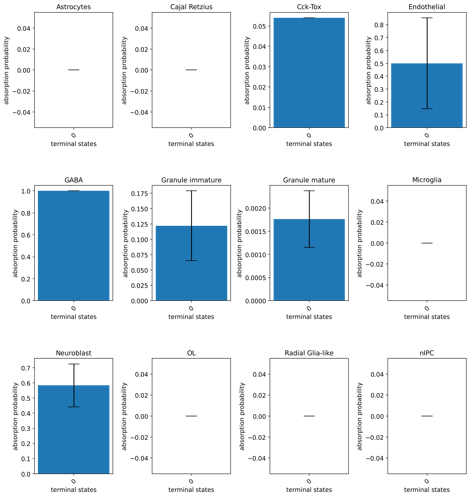 Astrocytes
absorption probability
0.04
0.02
0.00
−0.02
−0.04
0
terminal states
Cajal Retzius
absorption probability
0.04
0.02
0.00
−0.02
−0.04
0
terminal states
Cck-Tox
absorption probability
0.05
0.04
0.03
0.02
0.01
0.00
0
terminal states
Endothelial
absorption probability
0.8
0.7
0.6
0.5
0.4
0.3
0.2
0.1
0.0
0
terminal states
GABA
absorption probability
1.0
0.8
0.6
0.4
0.2
0.0
0
terminal states
Granule immature
absorption probability
0.175
0.150
0.125
0.100
0.075
0.050
0.025
0.000
0
terminal states
Granule mature
absorption probability
0.0020
0.0015
0.0010
0.0005
0.0000
0
terminal states
Microglia
absorption probability
0.04
0.02
0.00
−0.02
−0.04
0
terminal states
Neuroblast
absorption probability
0.7
0.6
0.5
0.4
0.3
0.2
0.1
0.0
0
terminal states
OL
absorption probability
0.04
0.02
0.00
−0.02
−0.04
0
terminal states
Radial Glia-like
absorption probability
0.04
0.02
0.00
−0.02
−0.04
0
terminal states
nIPC
absorption probability
0.04
0.02
0.00
−0.02
−0.04
0
terminal states